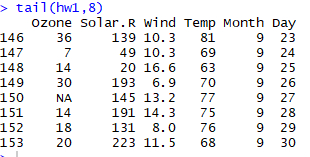 > tail(hw1,8)
Ozone Solar.R Wind Temp Month Day
146 36 139 10.3 81 9 23
147 7 49 10.3 69 9 24
148 14 20 16.6 63 9 25
149 30 193 6.9 70 9 26
150 NA 145 13.2 77 9 27
151 14 191 14.3 75 9 28
152 18 131 8.0 76 9 29
153 20 223 11.5 68 9 30